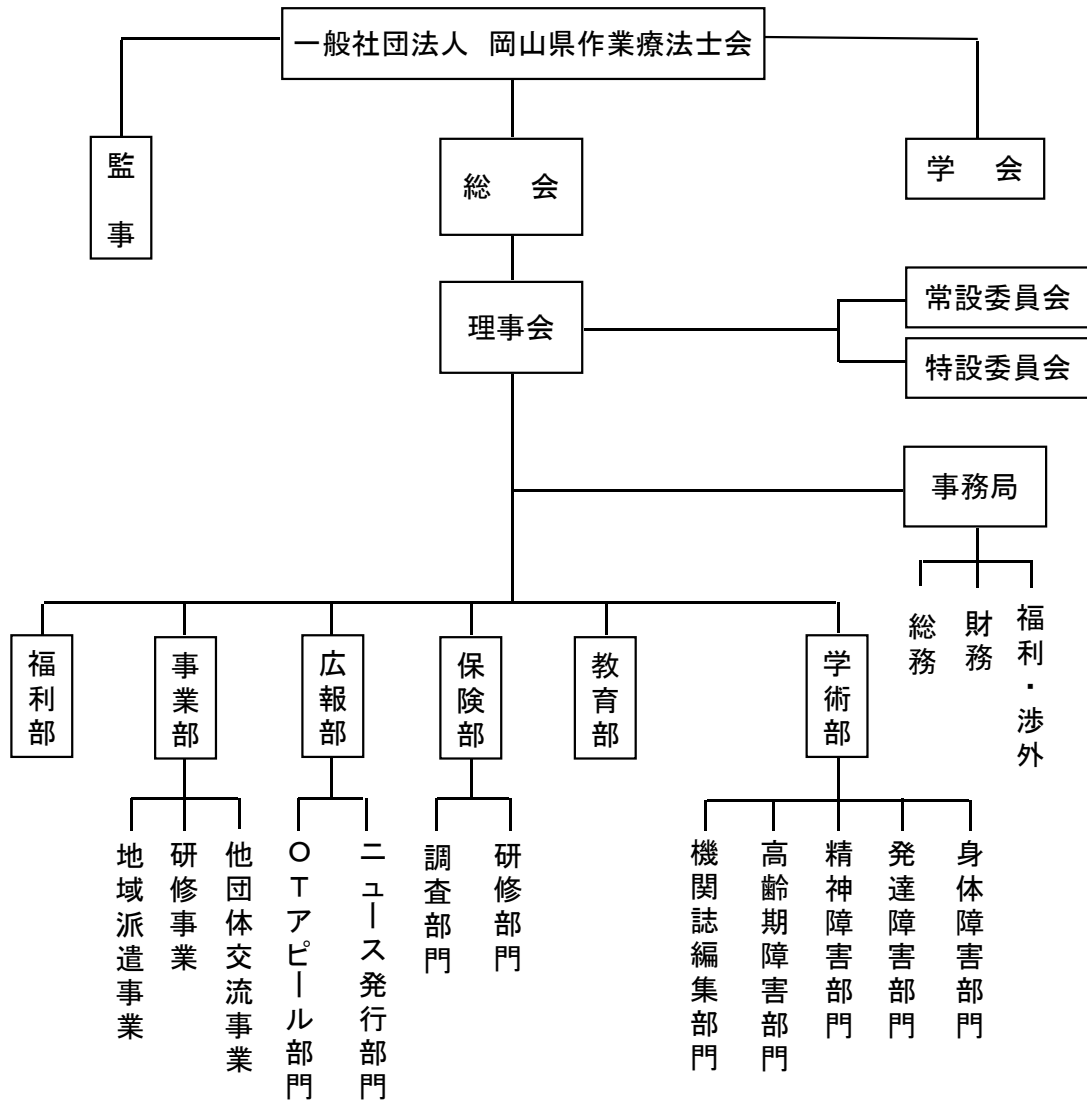 一般社団法人 岡山県作業療法士会
監事
総会
学会
理事会
常設委員会
特設委員会
事務局
総務
財務
福利・渉外
福利部
事業部
広報部
保険部
教育部
学術部
地域派遣事業
研修事業
他団体交流事業
OTアピール部門
ニュース発行部門
調査部門
研修部門
機関誌編集部門
高齢期障害部門
精神障害部門
発達障害部門
身体障害部門